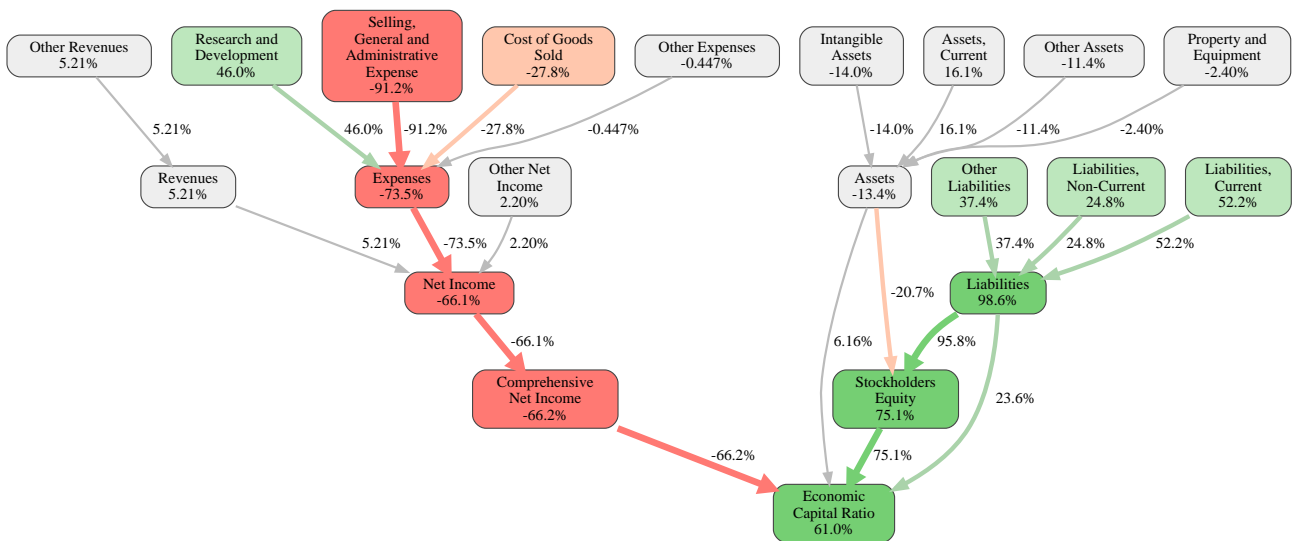 Other Revenues
5.21%
Research and
Development
46.0%
Selling,
General and
Administrative
Expense
-91.2%
Cost of Goods
Sold
-27.8%
Other Expenses
-0.447%
Intangible
Assets
-14.0%
Assets,
Current
16.1%
Other Assets
-11.4%
Property and
Equipment
-2.40%
5.21%
46.0%
-91.2%
-27.8%
-0.447%
-14.0%
16.1%
-11.4%
-2.40%
Revenues
5.21%
Expenses
-73.5%
Other Net
Income
2.20%
Assets
-13.4%
Other
Liabilities
37.4%
Liabilities,
Non-Current
24.8%
Liabilities,
Current
52.2%
5.21%
-73.5%
2.20%
37.4%
24.8%
52.2%
Net Income
-66.1%
-20.7%
Liabilities
98.6%
-66.1%
6.16%
95.8%
Comprehensive
Net Income
-66.2%
Stockholders
Equity
75.1%
23.6%
-66.2%
75.1%
Economic
Capital Ratio
61.0%